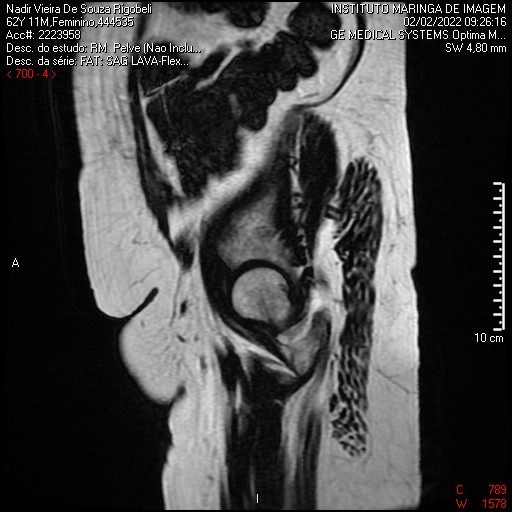 Nadir Vieira De Souza Rigobeli
62Y 11M,Feminino,444535
Acc#: 2223958
Desc. do estudo: RM  Pelve (Nao Inclu...
Desc. da série: FAT: SAG LAVA-Flex...
< 700 - 4 >
INSTITUTO MARINGA DE IMAGEM
02/02/2022 09:26:16
GE MEDICAL SYSTEMS Optima M...
SW 4,80 mm
A
10 cm
I
C 789
W 1578